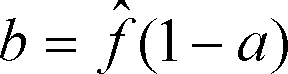 b = f̂(1 − a)